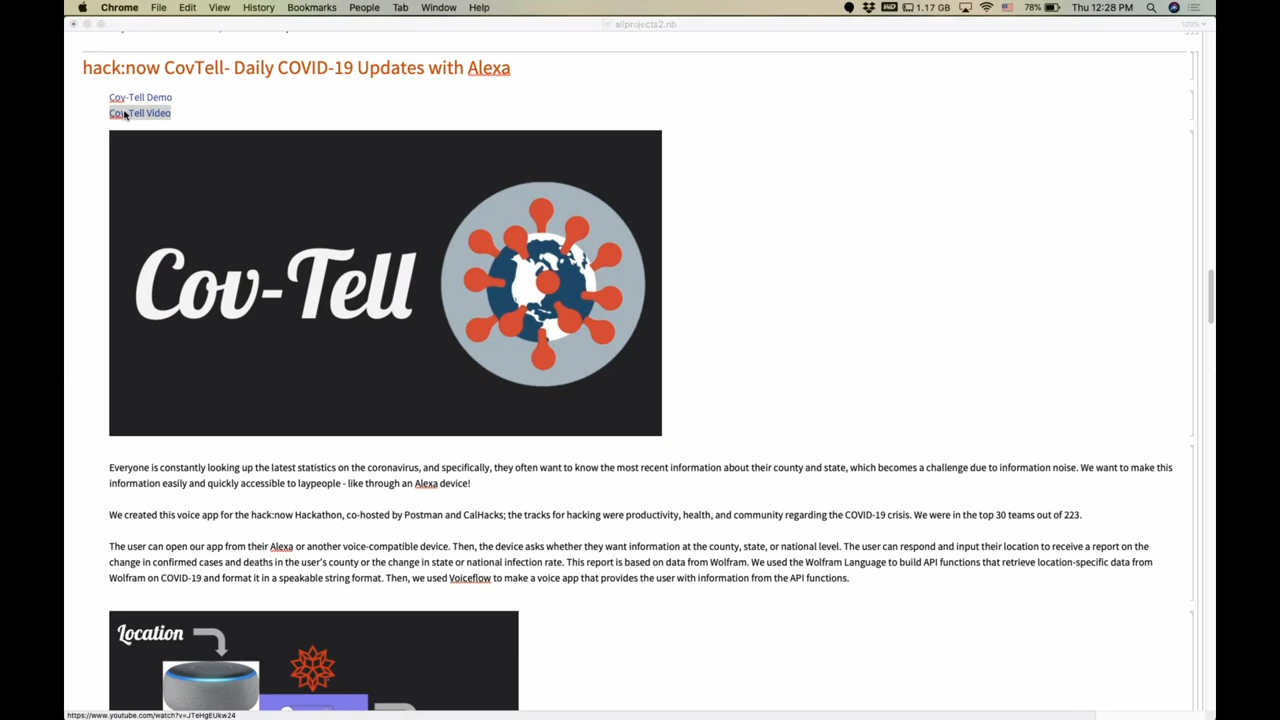 Chrome File Edit View History Bookmarks People Tab Window Help 1.17 GB 78% Thu 12:28 PM
allprojects2.nb 100%
hack:now CovTell- Daily COVID-19 Updates with Alexa
Cov-Tell Demo
Cov-Tell Video
Cov-Tell
Everyone is constantly looking up the latest statistics on the coronavirus, and specifically, they often want to know the most recent information about their county and state, which becomes a challenge due to information noise. We want to make this
information easily and quickly accessible to laypeople - like through an Alexa device!
We created this voice app for the hack:now Hackathon, co-hosted by Postman and CalHacks; the tracks for hacking were productivity, health, and community regarding the COVID-19 crisis. We were in the top 30 teams out of 223.
The user can open our app from their Alexa or another voice-compatible device. Then, the device asks whether they want information at the county, state, or national level. The user can respond and input their location to receive a report on the
change in confirmed cases and deaths in the user's county or the change in state or national infection rate. This report is based on data from Wolfram. We used the Wolfram Language to build API functions that retrieve location-specific data from
Wolfram on COVID-19 and format it in a speakable string format. Then, we used Voiceflow to make a voice app that provides the user with information from the API functions.
Location
https://www.youtube.com/watch?v=JTeHgEUkw24